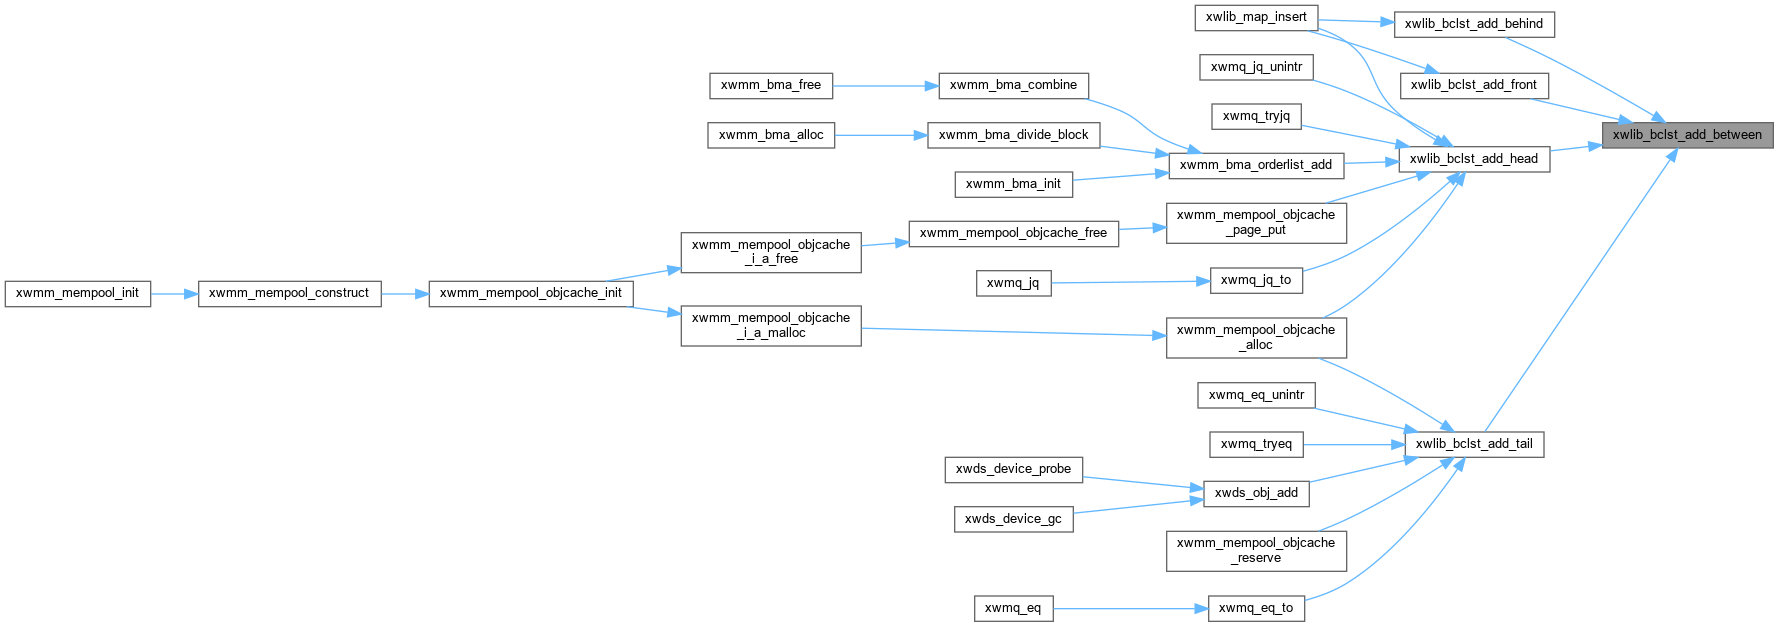 xwlib_map_insert
xwlib_bclst_add_behind
xwmq_jq_unintr
xwmm_bma_free
xwmm_bma_combine
xwlib_bclst_add_front
xwmq_tryjq
xwmm_bma_alloc
xwmm_bma_divide_block
xwlib_bclst_add_between
xwmm_bma_orderlist_add
xwlib_bclst_add_head
xwmm_bma_init
xwmm_mempool_objcache
_page_put
xwmm_mempool_objcache_free
xwmm_mempool_objcache
_i_a_free
xwmq_jq
xwmq_jq_to
xwmm_mempool_init
xwmm_mempool_construct
xwmm_mempool_objcache_init
xwmm_mempool_objcache
_i_a_malloc
xwmm_mempool_objcache
_alloc
xwmq_eq_unintr
xwmq_tryeq
xwlib_bclst_add_tail
xwds_device_probe
xwds_obj_add
xwds_device_gc
xwmm_mempool_objcache
_reserve
xwmq_eq
xwmq_eq_to